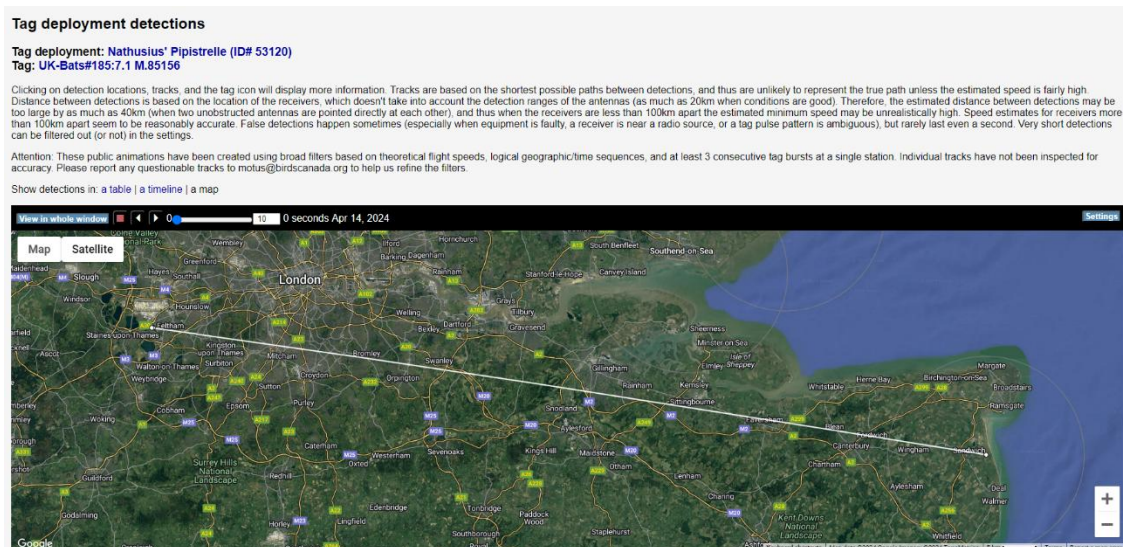 Tag deployment detections
Tag deployment: Nathusius' Pipistrelle (ID# 53120)
Tag: UK-Bats#185:7.1 M.85156
Clicking on detection locations, tracks, and the tag icon will display more information. Tracks are based on the shortest possible paths between detections, and thus are unlikely to represent the true path unless the estimated speed is fairly high.
Distance between detections is based on the location of the receivers, which doesn't take into account the detection ranges of the antennas (as much as 20km when conditions are good). Therefore, the estimated distance between detections may be
too large by as much as 40km (when two unobstructed antennas are pointed directly at each other), and thus when the receivers are less than 100km apart the estimated minimum speed may be unrealistically high. Speed estimates for receivers more
than 100km apart seem to be reasonably accurate. False detections happen sometimes (especially when equipment is faulty, a receiver is near a radio source, or a tag pulse pattern is ambiguous), but rarely last even a second. Very short detections
can be filtered out (or not) in the settings.
Attention: These public animations have been created using broad filters based on theoretical flight speeds, logical geographic/time sequences, and at least 3 consecutive tag bursts at a single station. Individual tracks have not been inspected for
accuracy. Please report any questionable tracks to motus@birdscanada.org to help us refine the filters.
Show detections in: a table | a timeline | a map
View in whole window 0 10 0 seconds Apr 14, 2024 Settings
Map Satellite
Wembley Ilford Hornchurch South Benfleet Southend-on-Sea
Greenford Barking Dagenham
Slough Hayes Southall London Rainham Stanford-le-Hope Canvey Island
Windsor Hounslow Welling Grays Tilbury
Feltham Bexley Dartford Gravesend Sheerness
Staines upon Thames Minster on Sea
Ascot Kingston upon Thames Mitcham Bromley Swanley Gillingham Isle of Sheppey Elmley Margate
Walton-on-Thames Surbiton Croydon Orpington Rainham Kemsley Whitstable Herne Bay Birchington-on-Sea Broadstairs
Weybridge Sutton Sittingbourne Ramsgate
Cobham Epsom Purley Snodland Faversham
Woking Aylesford Blean
Caterham Sevenoaks Kings Hill Maidstone Canterbury Wingham Sandwich
Westerham Oxted Otham Chartham
Guildford Surrey Hills National Landscape Redhill Lenham Aylesham Deal
Edenbridge Tonbridge Charing Walmer
Godalming Horley Lingfield Paddock Wood Kent Downs National Landscape
Southborough Staplehurst Whitfield
Google